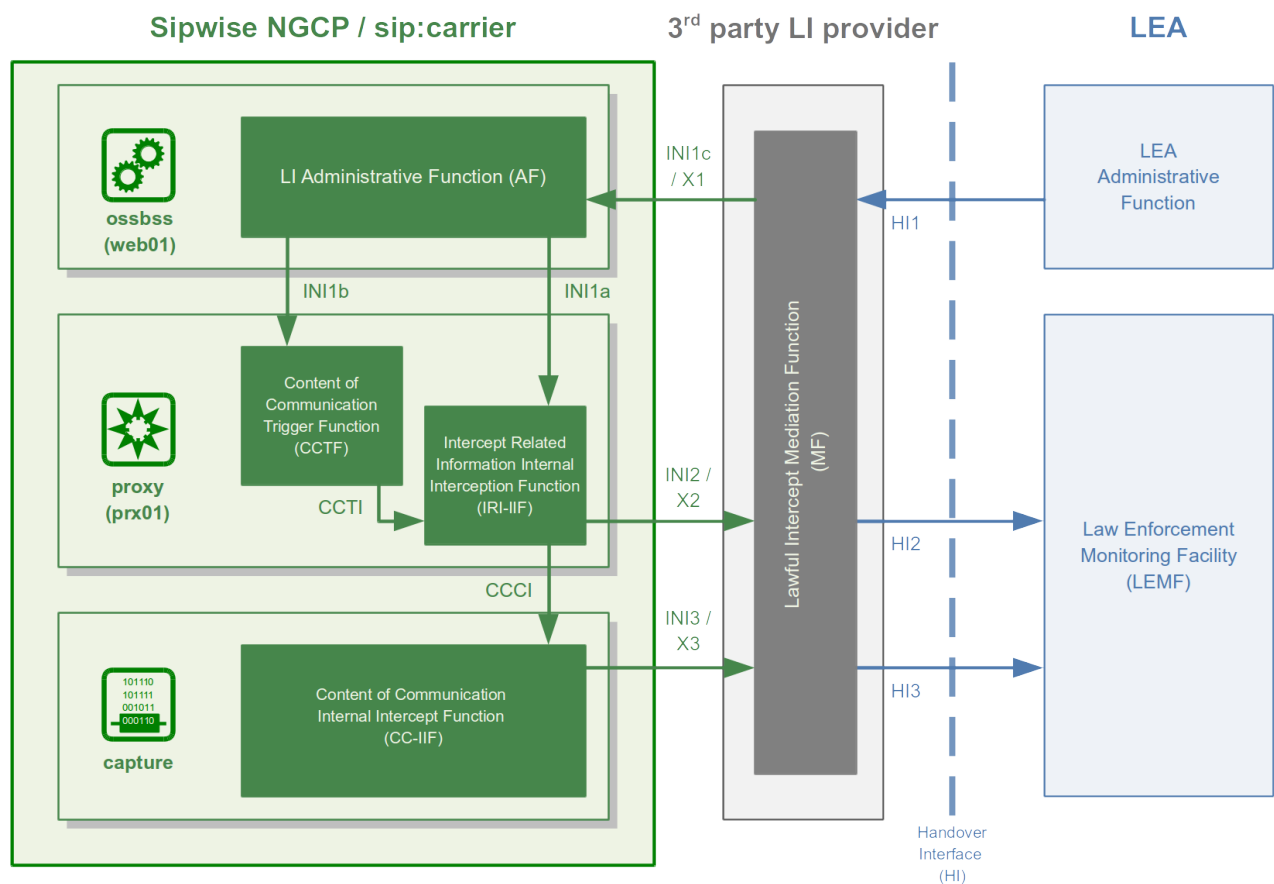 Sipwise NGCP / sip:carrier
3rd party LI provider
LEA
ossbss
(web01)
LI Administrative Function (AF)
INI1c
/ X1
HI1
LEA
Administrative
Function
INI1b
INI1a
proxy
(prx01)
Content of
Communication
Trigger Function
(CCTF)
CCTI
Intercept Related
Information Internal
Interception Function
(IRI-IIF)
INI2 /
X2
Lawful Intercept Mediation Function
(MF)
HI2
Law Enforcement
Monitoring Facility
(LEMF)
CCCI
INI3 /
X3
HI3
101110
101111
001011
000110
capture
Content of Communication
Internal Intercept Function
(CC-IIF)
Handover
Interface
(HI)